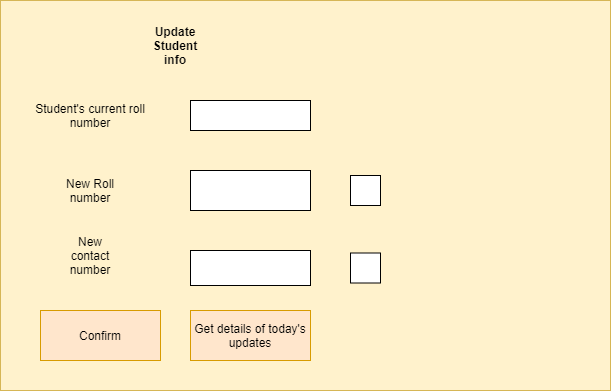 Update
Student
info
Student's current roll
number
New Roll
number
New
contact
number
Confirm
Get details of today's
updates